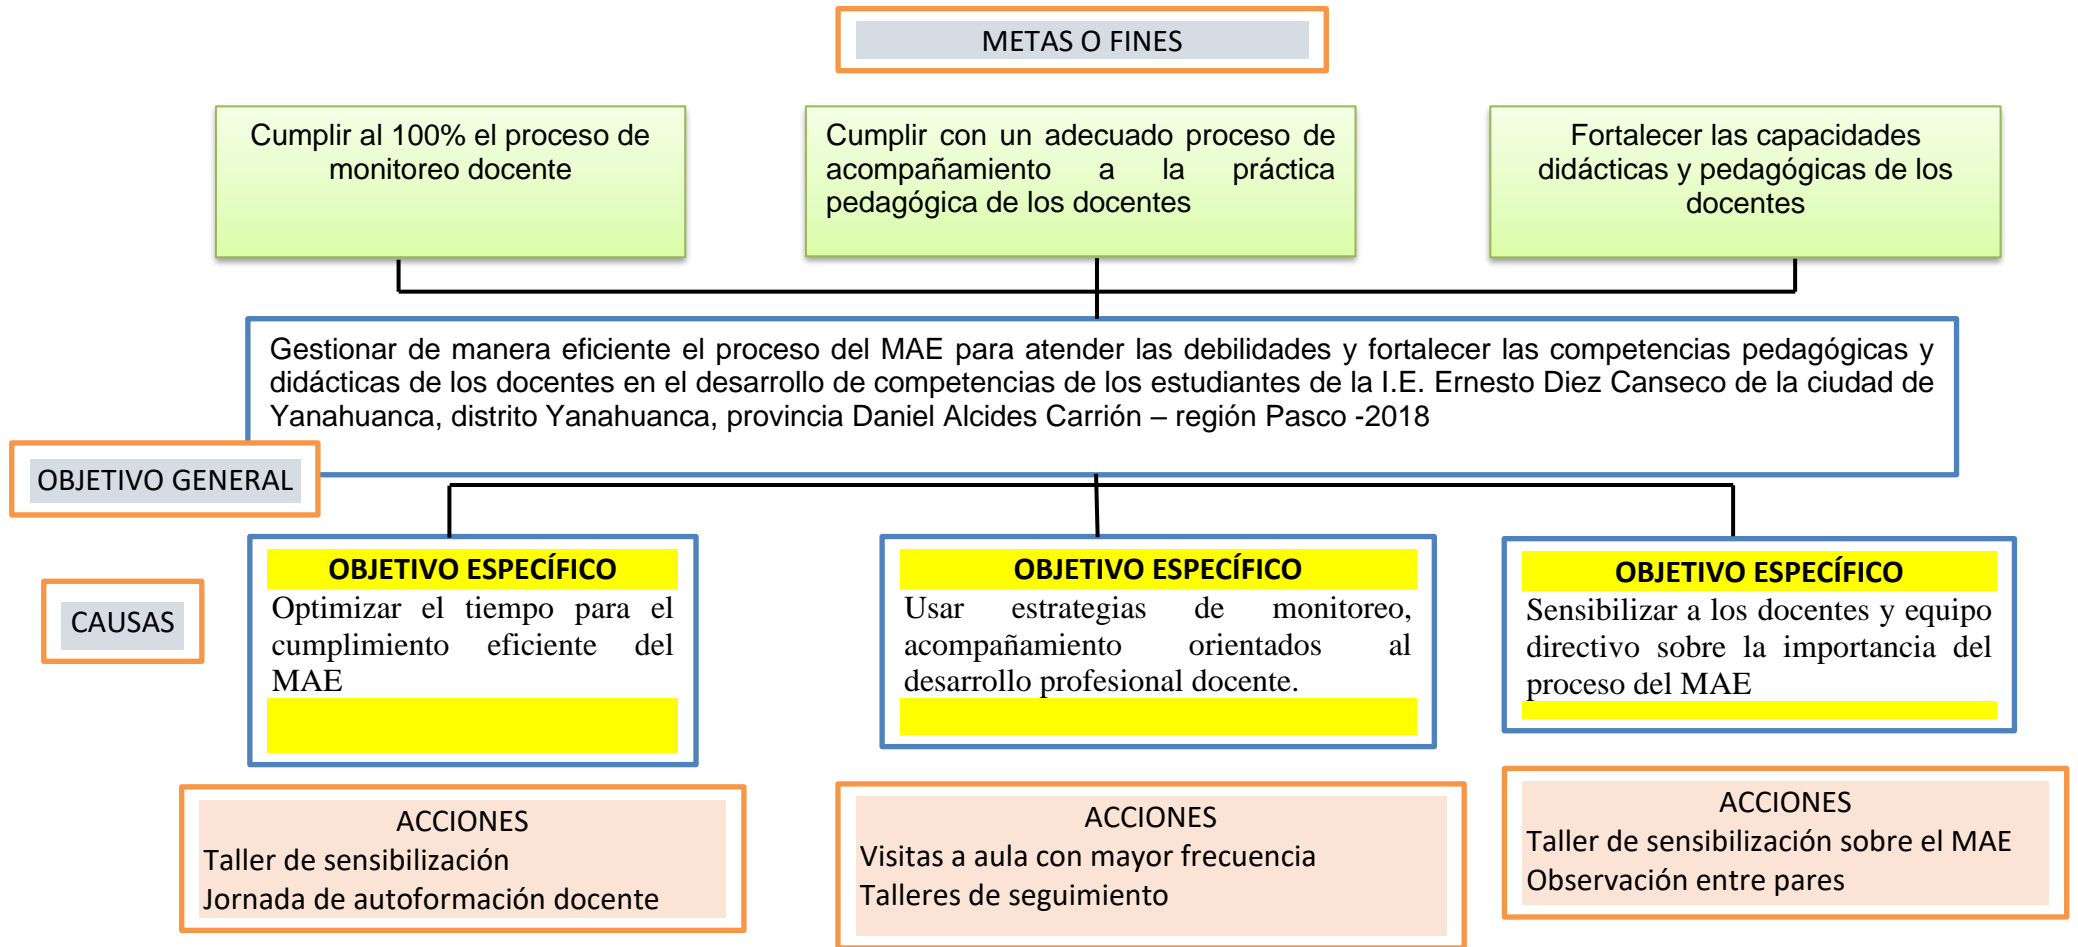 METAS O FINES
Cumplir al 100% el proceso de
monitoreo docente
Cumplir con un adecuado proceso de
acompañamiento a la práctica
pedagógica de los docentes
Fortalecer las capacidades
didácticas y pedagógicas de los
docentes
Gestionar de manera eficiente el proceso del MAE para atender las debilidades y fortalecer las competencias pedagógicas y
didácticas de los docentes en el desarrollo de competencias de los estudiantes de la I.E. Ernesto Diez Canseco de la ciudad de
Yanahuanca, distrito Yanahuanca, provincia Daniel Alcides Carrión – región Pasco -2018
OBJETIVO GENERAL
CAUSAS
OBJETIVO ESPECÍFICO
Optimizar el tiempo para el
cumplimiento eficiente del
MAE
OBJETIVO ESPECÍFICO
Usar estrategias de monitoreo,
acompañamiento orientados al
desarrollo profesional docente.
OBJETIVO ESPECÍFICO
Sensibilizar a los docentes y equipo
directivo sobre la importancia del
proceso del MAE
ACCIONES
Taller de sensibilización
Jornada de autoformación docente
ACCIONES
Visitas a aula con mayor frecuencia
Talleres de seguimiento
ACCIONES
Taller de sensibilización sobre el MAE
Observación entre pares